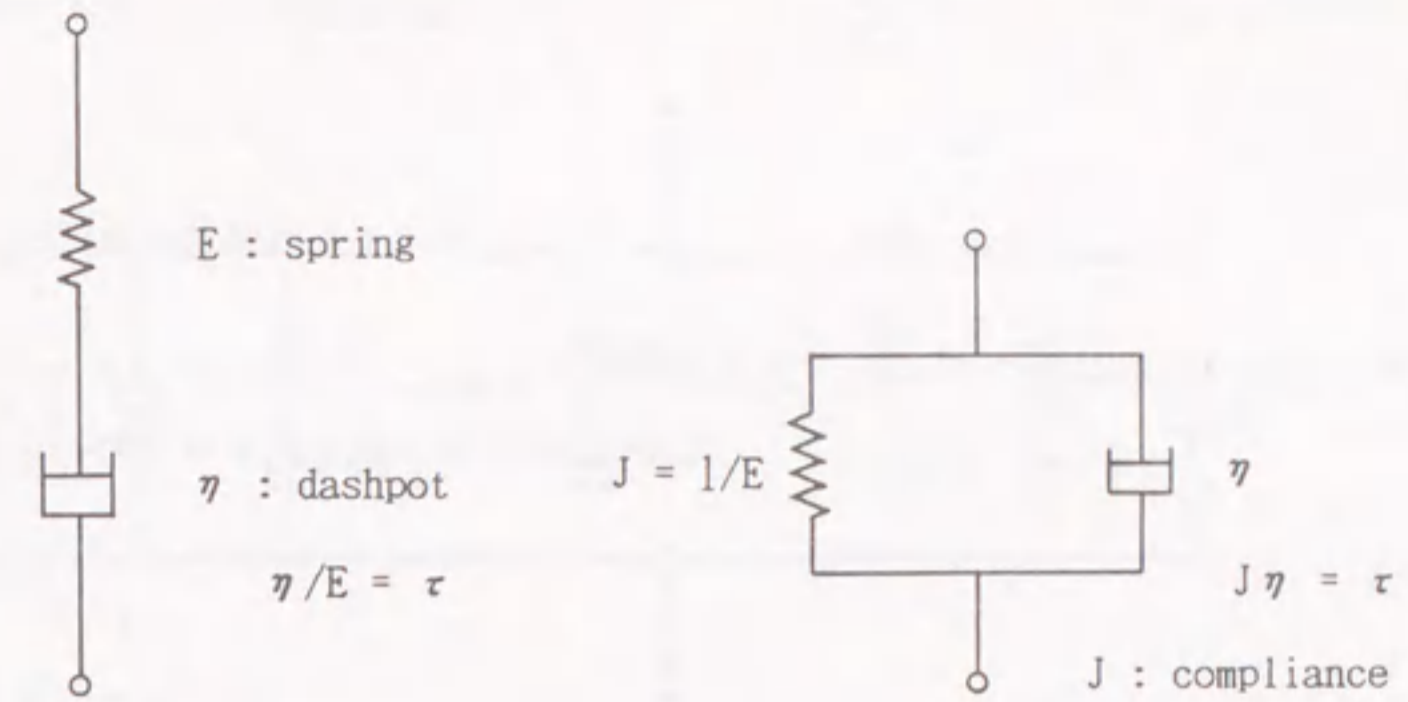 E : spring
η : dashpot
η/E = τ
J = 1/E
η
Jη = τ
J : compliance